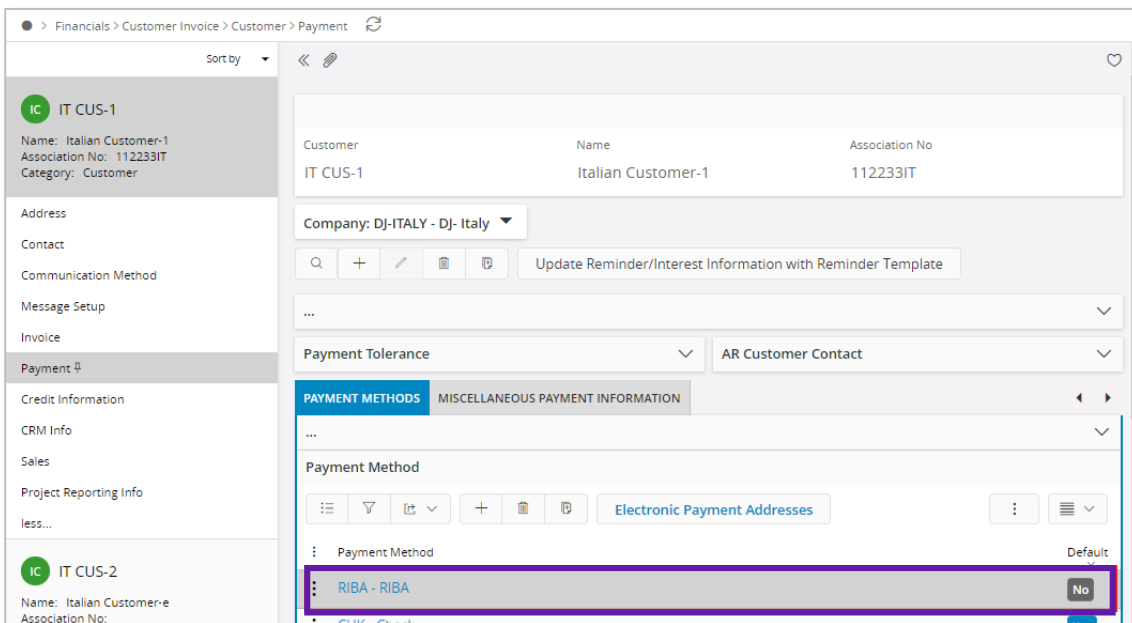 Financials > Customer Invoice > Customer > Payment
Sort by
IC IT CUS-1
Name: Italian Customer-1
Association No: 112233IT
Category: Customer
Address
Contact
Communication Method
Message Setup
Invoice
Payment
Credit Information
CRM Info
Sales
Project Reporting Info
less...
IC IT CUS-2
Name: Italian Customer-e
Association No:
Customer Name Association No
IT CUS-1 Italian Customer-1 112233IT
Company: DJ-ITALY - DJ- Italy
Update Reminder/Interest Information with Reminder Template
...
Payment Tolerance AR Customer Contact
PAYMENT METHODS MISCELLANEOUS PAYMENT INFORMATION
...
Payment Method
Electronic Payment Addresses
Payment Method Default
RIBA - RIBA No